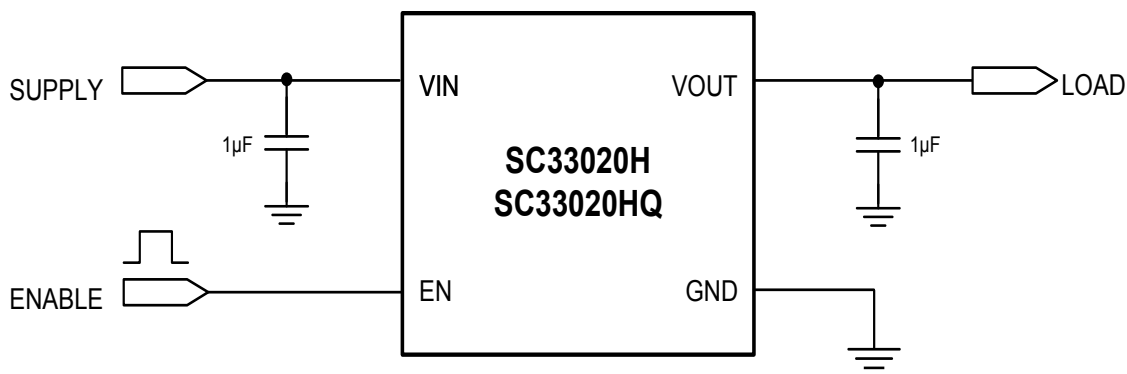 SUPPLY
VIN
VOUT
LOAD
1µF
1µF
SC33020H
SC33020HQ
ENABLE
EN
GND